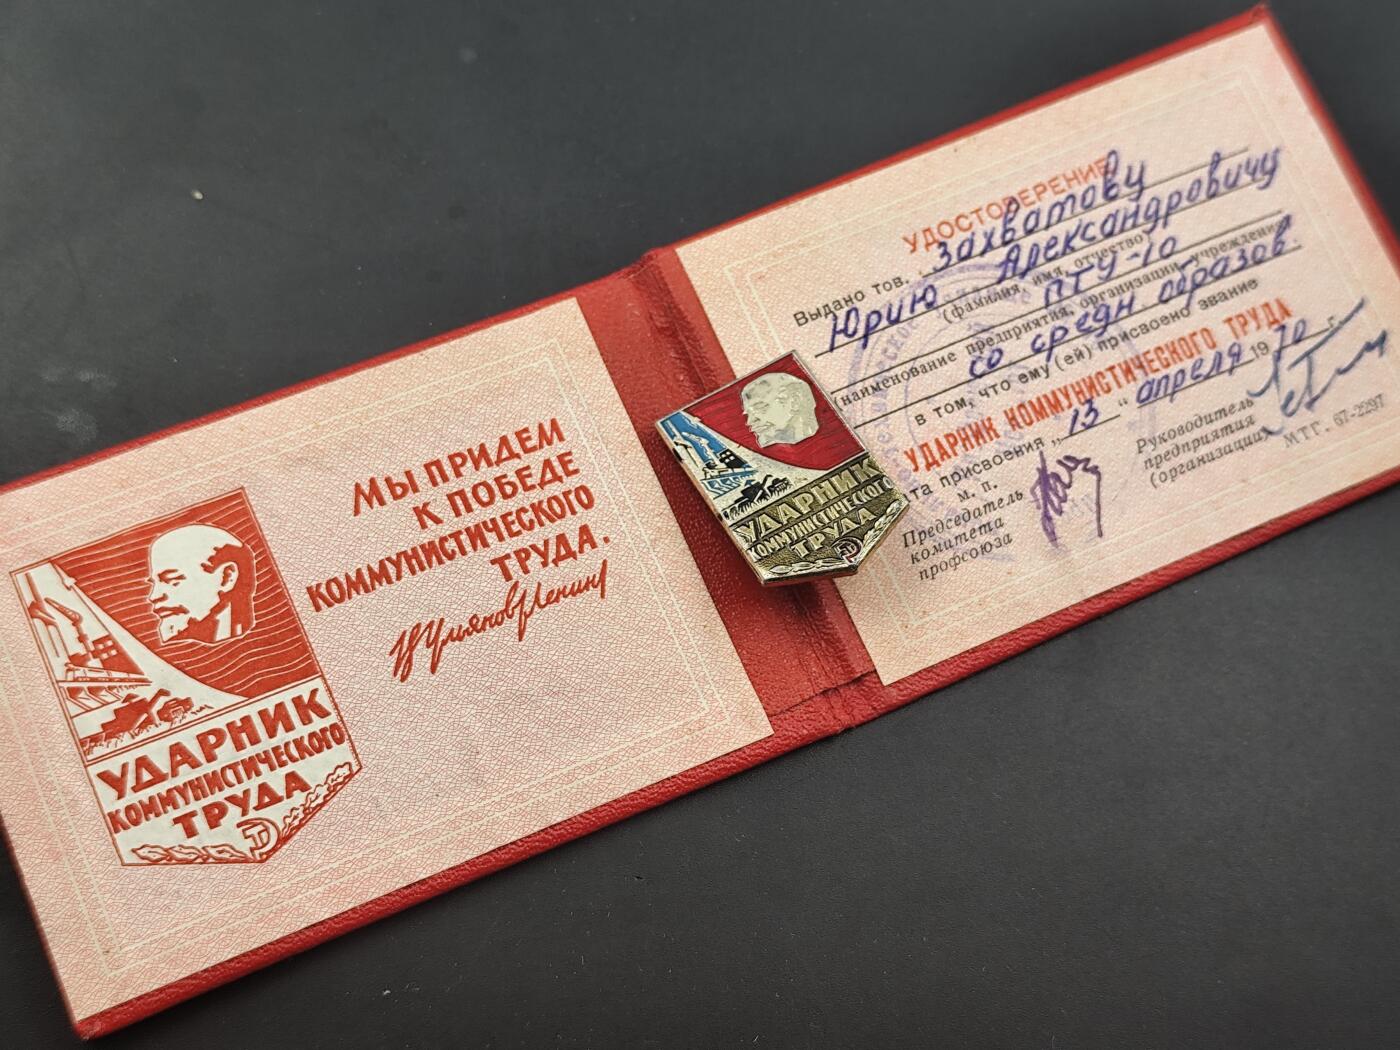 МЫ ПРИДЕМ
К ПОБЕДЕ
КОММУНИСТИЧЕСКОГО
ТРУДА.
В Ульянов (Ленин)
УДАРНИК
КОММУНИСТИЧЕСКОГО
ТРУДА
УДАРНИК
КОММУНИСТИЧЕСКОГО
ТРУДА
УДОСТОВЕРЕНИЕ
Выдано тов. Захватову
Юрию Александровичу
(фамилия, имя, отчество)
ПТУ-10
(наименование предприятия, организации, учреждения)
со средн образов.
в том, что ему (ей) присвоено звание
УДАРНИК КОММУНИСТИЧЕСКОГО ТРУДА
та присвоения „13" апреля 1970 г.
м. п.
Председатель
комитета
профсоюза
Руководитель
предприятия
(организации)
МТГ. 67-2297